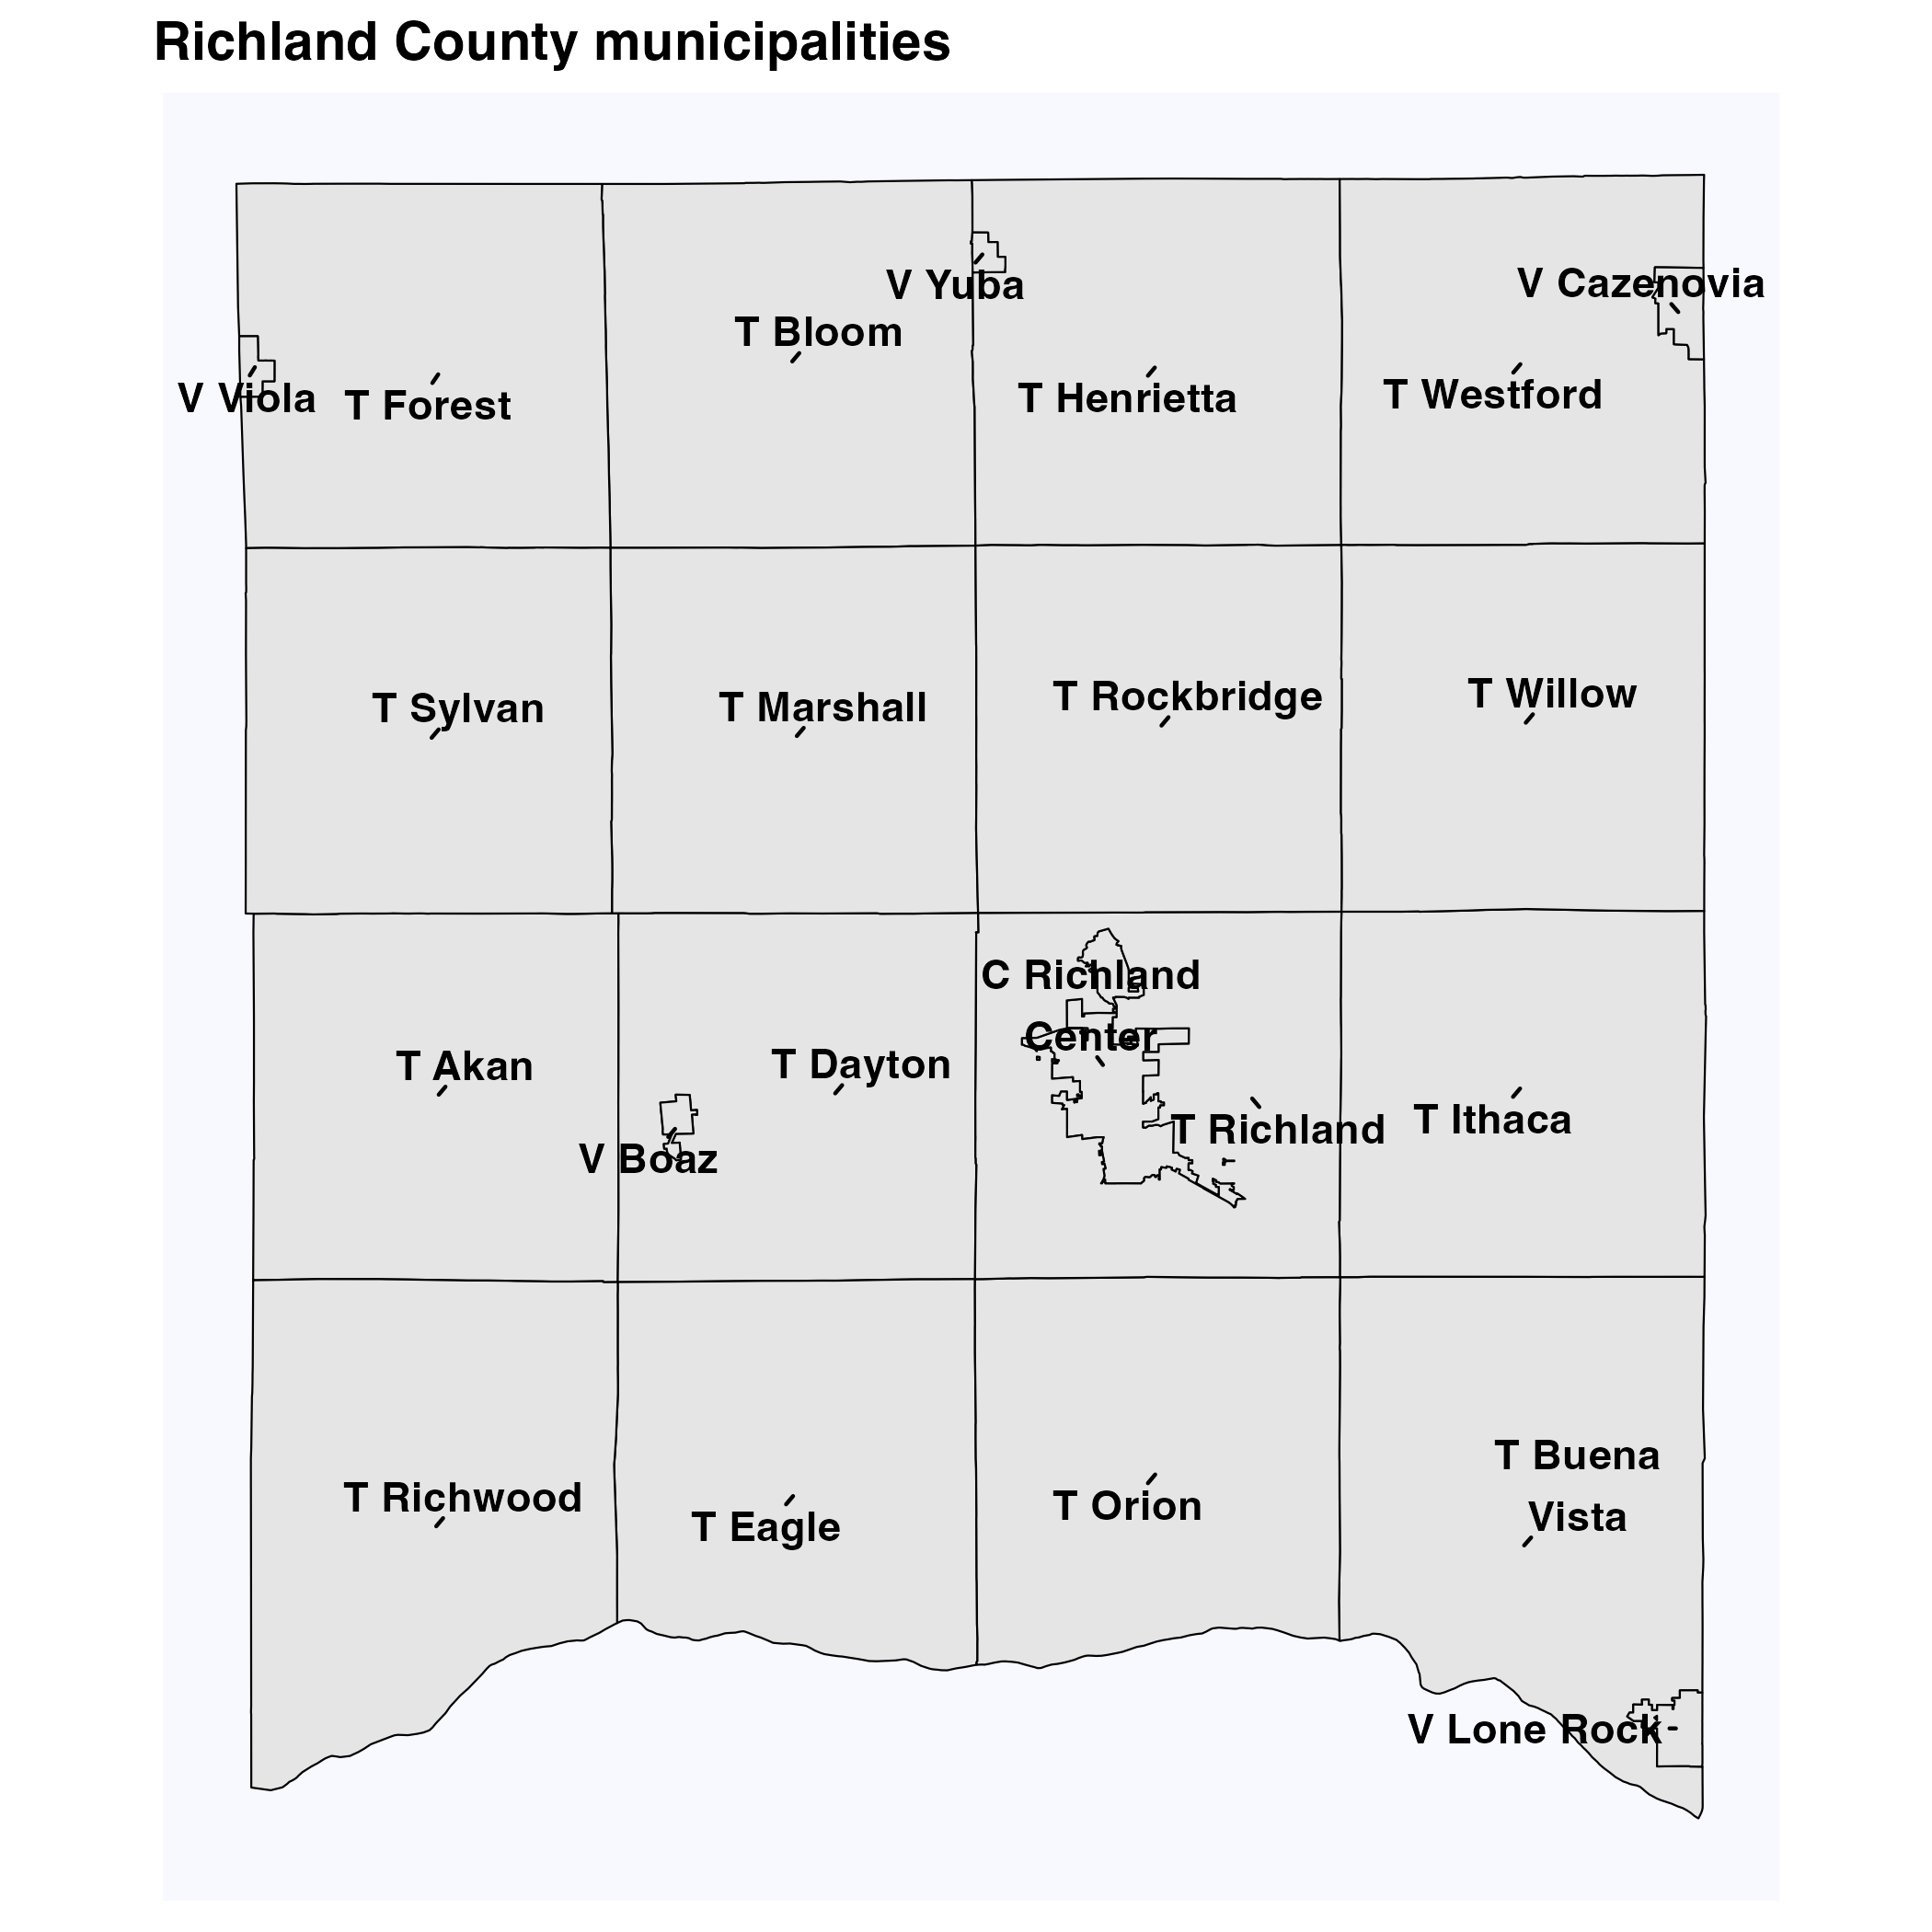 Richland County municipalities
V Yuba
V Cazenovia
T Bloom
V Viola
T Forest
T Henrietta
T Westford
T Sylvan
T Marshall
T Rockbridge
T Willow
C Richland
Center
T Akan
T Dayton
V Boaz
T Richland
T Ithaca
T Richwood
T Eagle
T Orion
T Buena
Vista
V Lone Rock